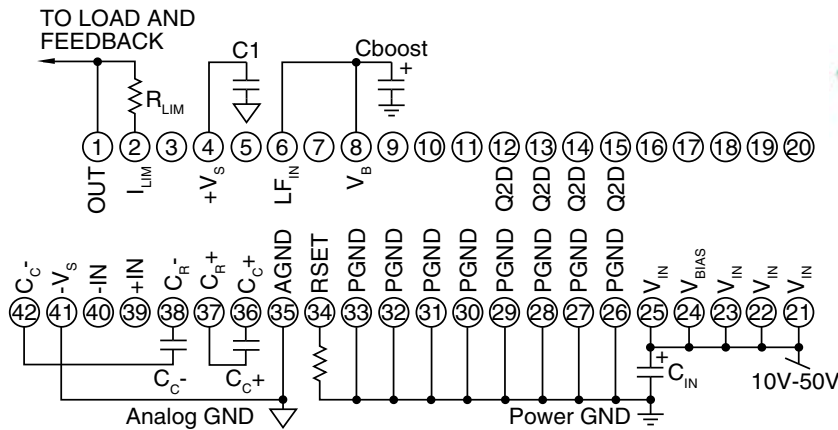 TO LOAD AND
FEEDBACK
C1
Cboost
+
R_LIM
1 2 3 4 5 6 7 8 9 10 11 12 13 14 15 16 17 18 19 20
OUT
I_LIM
+V_S
LF_IN
V_B
Q2D
Q2D
Q2D
Q2D
C_C-
-V_S
-IN
+IN
C_R-
C_R+
C_C+
AGND
RSET
PGND
PGND
PGND
PGND
PGND
PGND
PGND
PGND
V_IN
V_BIAS
V_IN
V_IN
V_IN
42 41 40 39 38 37 36 35 34 33 32 31 30 29 28 27 26 25 24 23 22 21
C_C-
C_C+
+
C_IN
10V-50V
Analog GND
Power GND